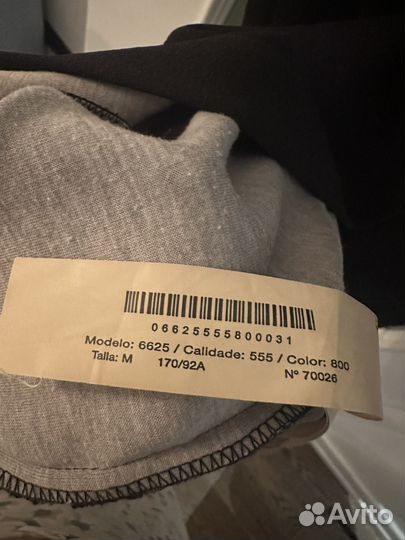 06625555800031
Modelo: 6625 / Calidade: 555 / Color: 800
Talla: M 170/92A Nº 70026
Avito